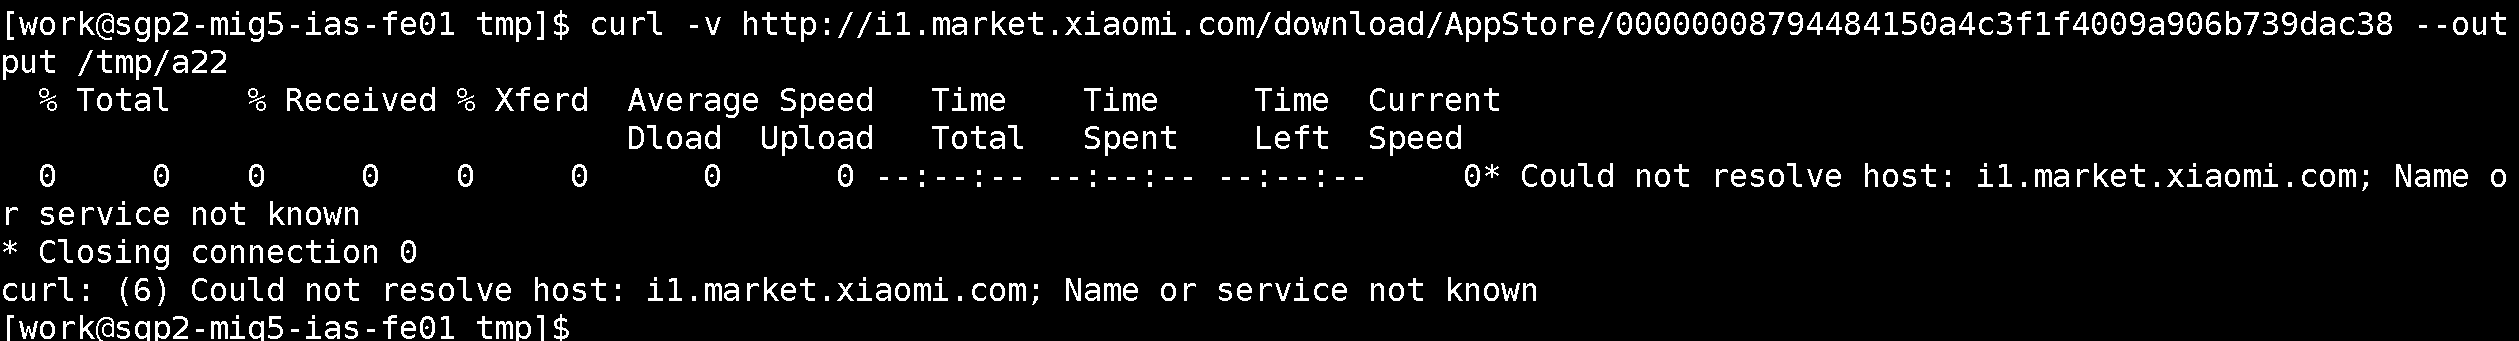 [work@sgp2-mig5-ias-fe01 tmp]$ curl -v http://i1.market.xiaomi.com/download/AppStore/00000008794484150a4c3f1f4009a906b739dac38 --out
put /tmp/a22
  % Total    % Received % Xferd  Average Speed   Time    Time     Time  Current
                                 Dload  Upload   Total   Spent    Left  Speed
  0     0    0     0    0     0      0      0 --:--:-- --:--:-- --:--:--     0* Could not resolve host: i1.market.xiaomi.com; Name o
r service not known
* Closing connection 0
curl: (6) Could not resolve host: i1.market.xiaomi.com; Name or service not known
[work@sgp2-mig5-ias-fe01 tmp]$